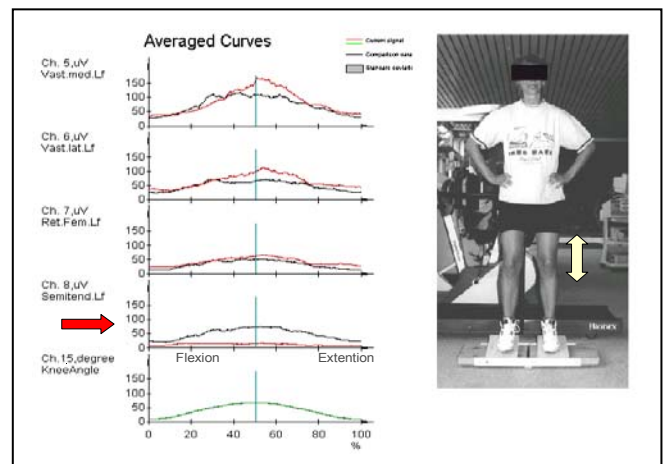 Averaged Curves
Current signal
Comparison data
Standard deviatn
Ch. 5,uV
Vast.med.Lf
150
100
50
0
Ch. 6,uV
Vast.lat.Lf
150
100
50
0
Ch. 7,uV
Ret.Fem.Lf
150
100
50
0
Ch. 8,uV
Semitend.Lf
150
100
50
0
Flexion Extention
Ch.15,degree
KneeAngle
150
100
50
0
0 20 40 60 80 100
%